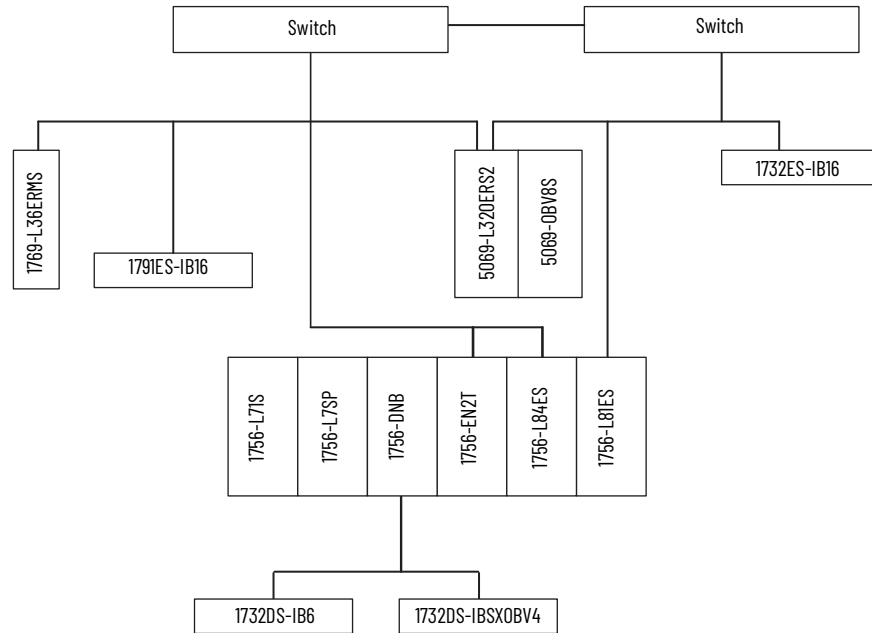 Switch
Switch
1769-L36ERMS
1791ES-IB16
5069-L320ERS2
5069-OBV8S
1732ES-IB16
1756-L71S
1756-L7SP
1756-DNB
1756-EN2T
1756-L84ES
1756-L81ES
1732DS-IB6
1732DS-IBSXOBV4